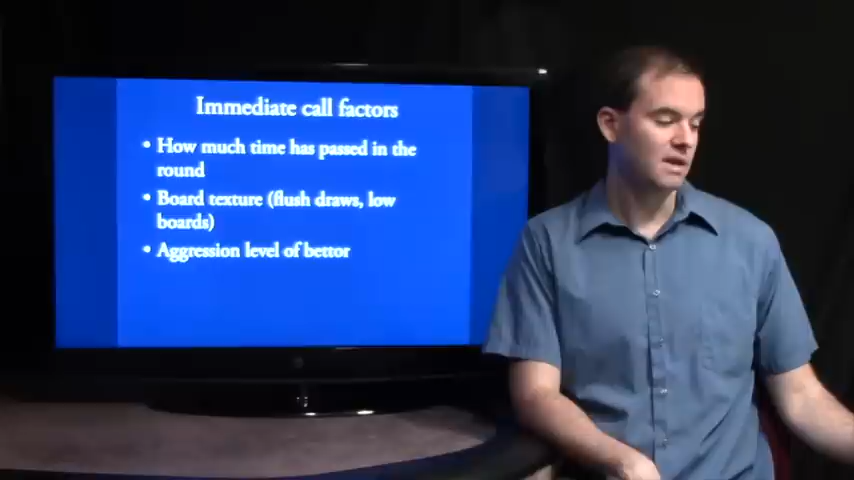 Immediate call factors
• How much time has passed in the
round
• Board texture (flush draws, low
boards)
• Aggression level of bettor